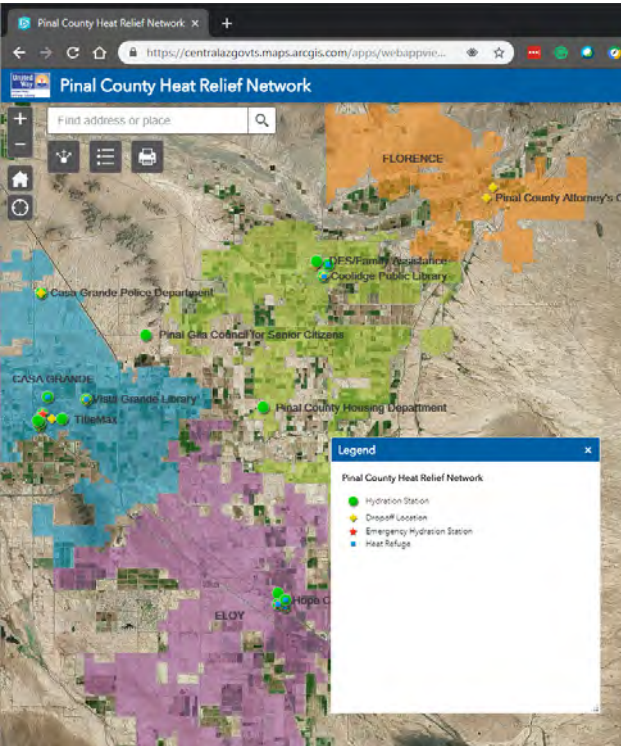 Pinal County Heat Relief Network
https://centralazgovts.maps.arcgis.com/apps/webappvie...
United
Way
Pinal County Heat Relief Network
Find address or place
FLORENCE
Pinal County Attorney's O
DES/Family Assistance
Coolidge Public Library
Casa Grande Police Department
Pinal Gila Council for Senior Citizens
CASA GRANDE
Vista Grande Library
Pinal County Housing Department
TitleMax
Legend
Pinal County Heat Relief Network
Hydration Station
Dropoff Location
Emergency Hydration Station
Heat Refuge
Hope C
ELOY